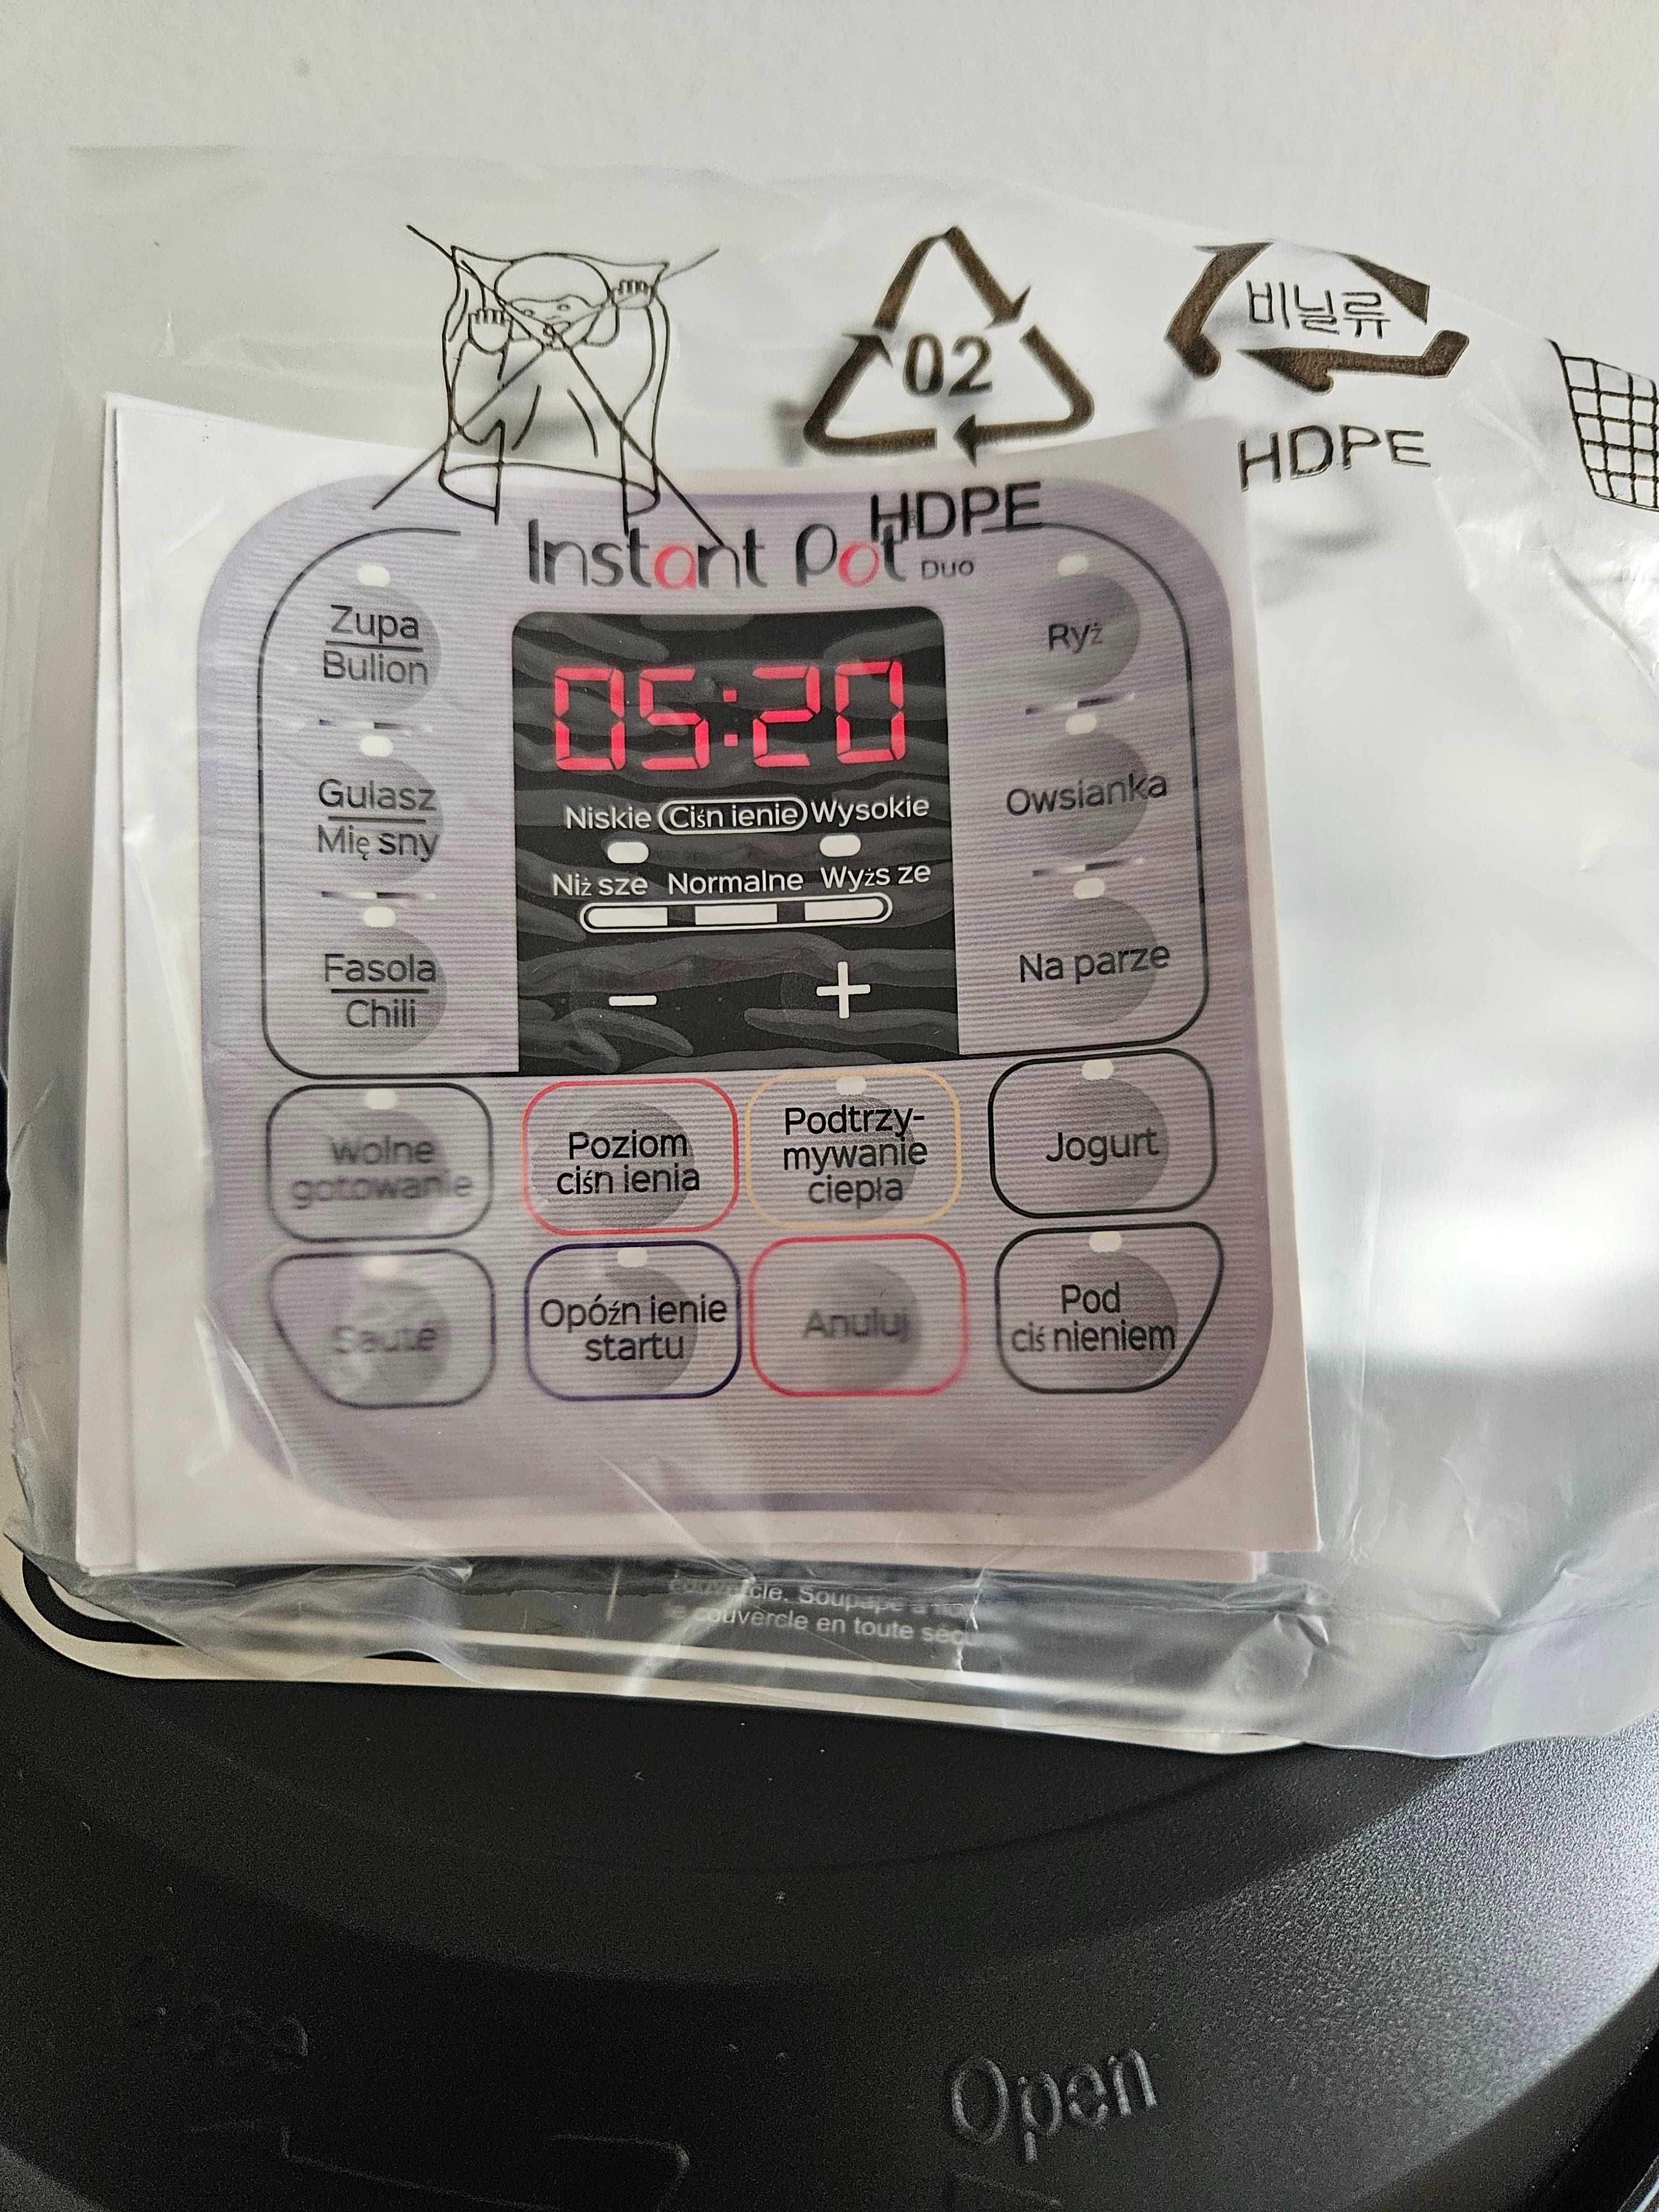 02
비닐류
HDPE
HDPE
Instant Pot Duo
Zupa
Bulion
Gulasz
Mię sny
Fasola
Chili
05:20
Niskie Ciśn ienie Wysokie
Niż sze Normalne Wyżs ze
− +
Ryż
Owsianka
Na parze
Wolne
gotowanie
Poziom
ciśn ienia
Podtrzy-
mywanie
ciepła
Jogurt
Saute
Opóźn ienie
startu
Anuluj
Pod
ciś nieniem
couvercle. Soupape à
le couvercle en toute
Open